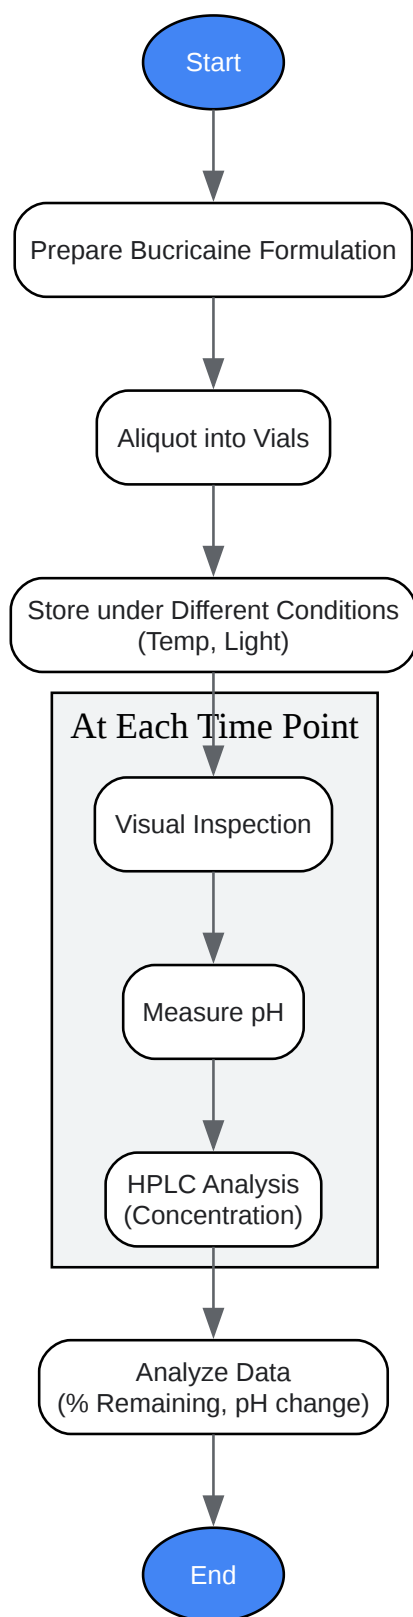 Start
Prepare Bucricaine Formulation
Aliquot into Vials
Store under Different Conditions
(Temp, Light)
At Each Time Point
Visual Inspection
Measure pH
HPLC Analysis
(Concentration)
Analyze Data
(% Remaining, pH change)
End